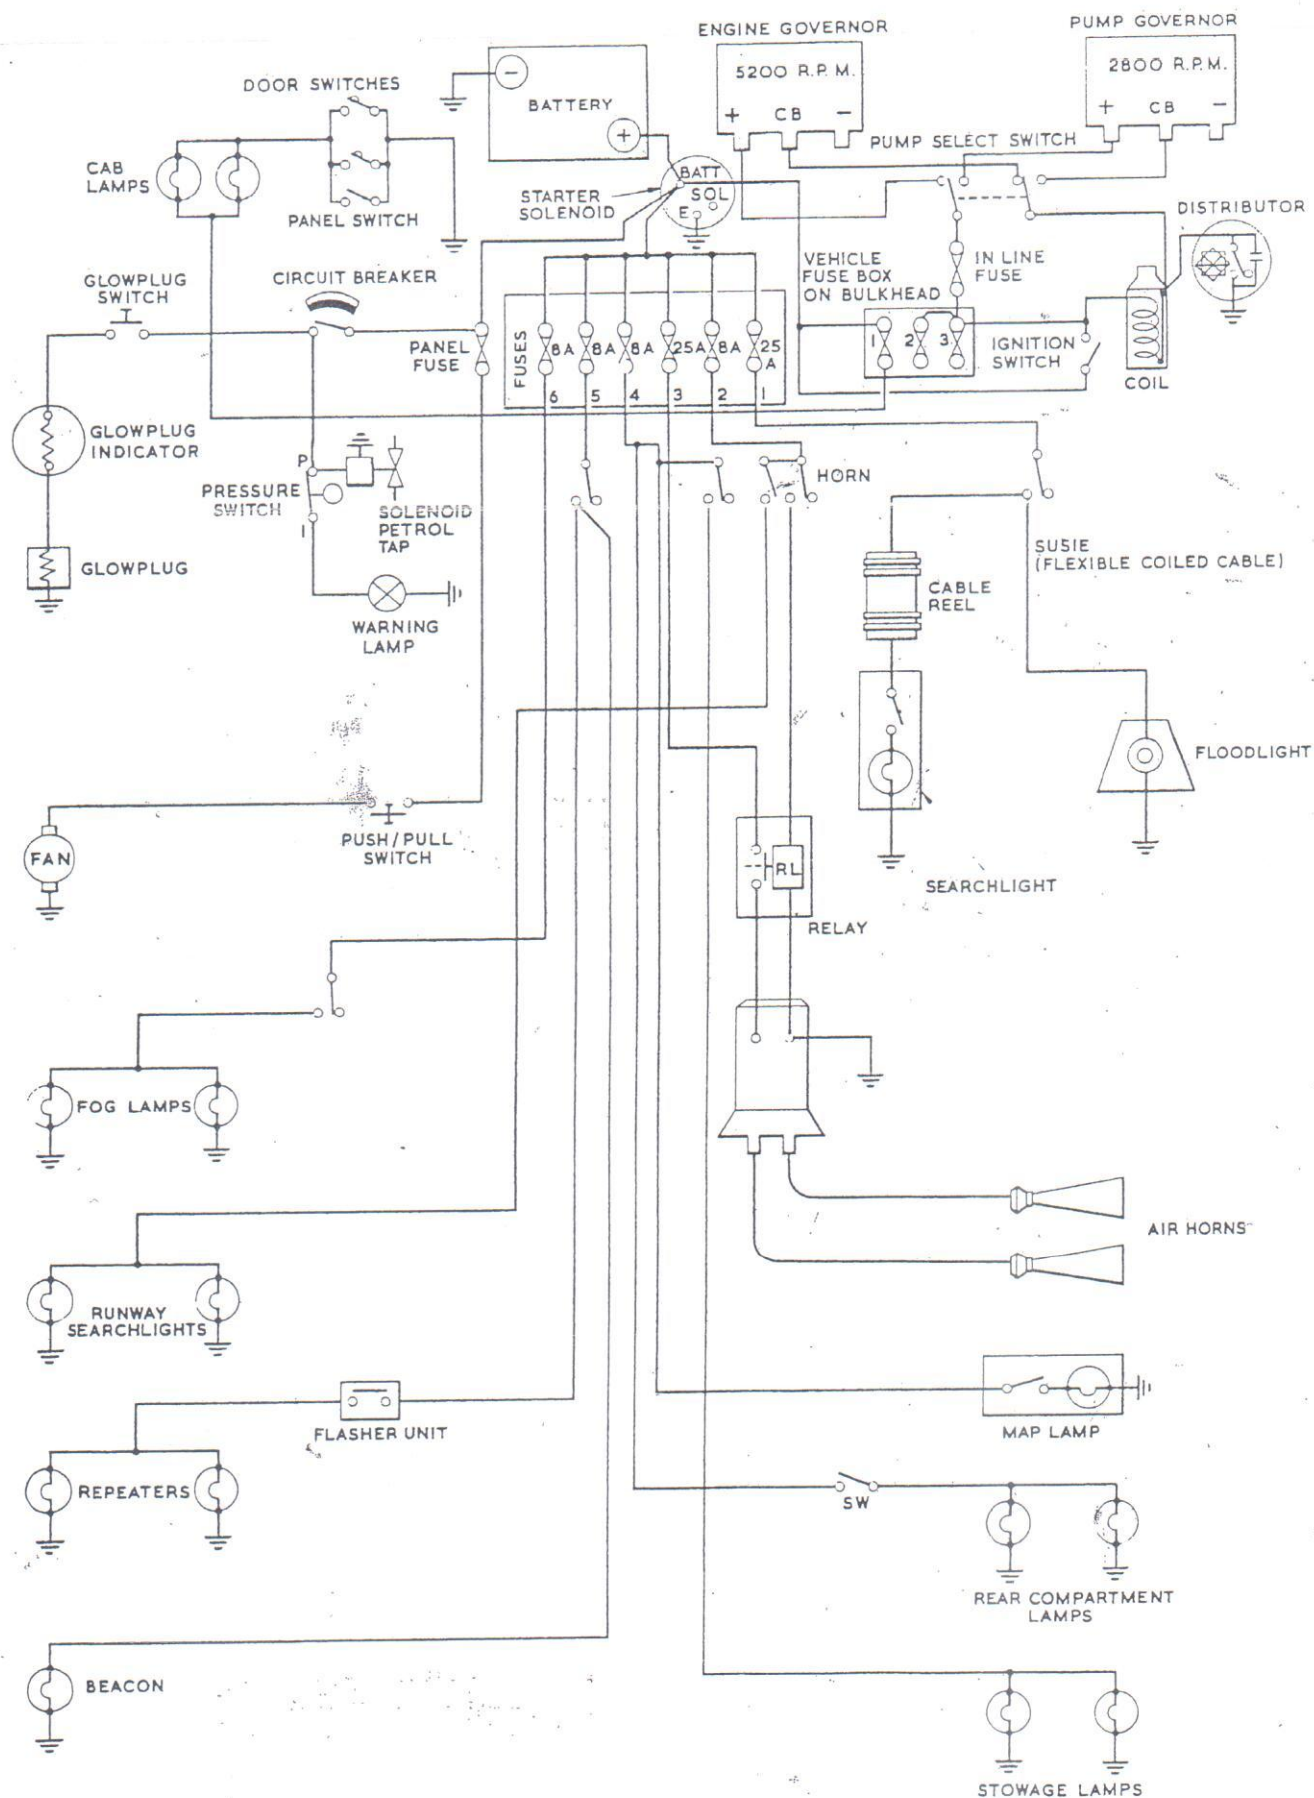 ENGINE GOVERNOR
5200 R.P.M.
+ CB −
PUMP GOVERNOR
2800 R.P.M.
+ CB −
DOOR SWITCHES
−
BATTERY
+
PUMP SELECT SWITCH
CAB
LAMPS
PANEL SWITCH
STARTER
SOLENOID
BATT
SOL
E
DISTRIBUTOR
GLOWPLUG
SWITCH
CIRCUIT BREAKER
VEHICLE
FUSE BOX
ON BULKHEAD
IN LINE
FUSE
PANEL
FUSE
FUSES
8A
8A
8A
25A
8A
25
A
6 5 4 3 2 1
1 2 3
IGNITION
SWITCH
COIL
GLOWPLUG
INDICATOR
P
PRESSURE
SWITCH
I
SOLENOID
PETROL
TAP
HORN
GLOWPLUG
SUSIE
(FLEXIBLE COILED CABLE)
CABLE
REEL
WARNING
LAMP
FLOODLIGHT
PUSH/PULL
SWITCH
FAN
RL
SEARCHLIGHT
RELAY
FOG LAMPS
AIR HORNS
RUNWAY
SEARCHLIGHTS
FLASHER UNIT
MAP LAMP
REPEATERS
SW
REAR COMPARTMENT
LAMPS
BEACON
STOWAGE LAMPS